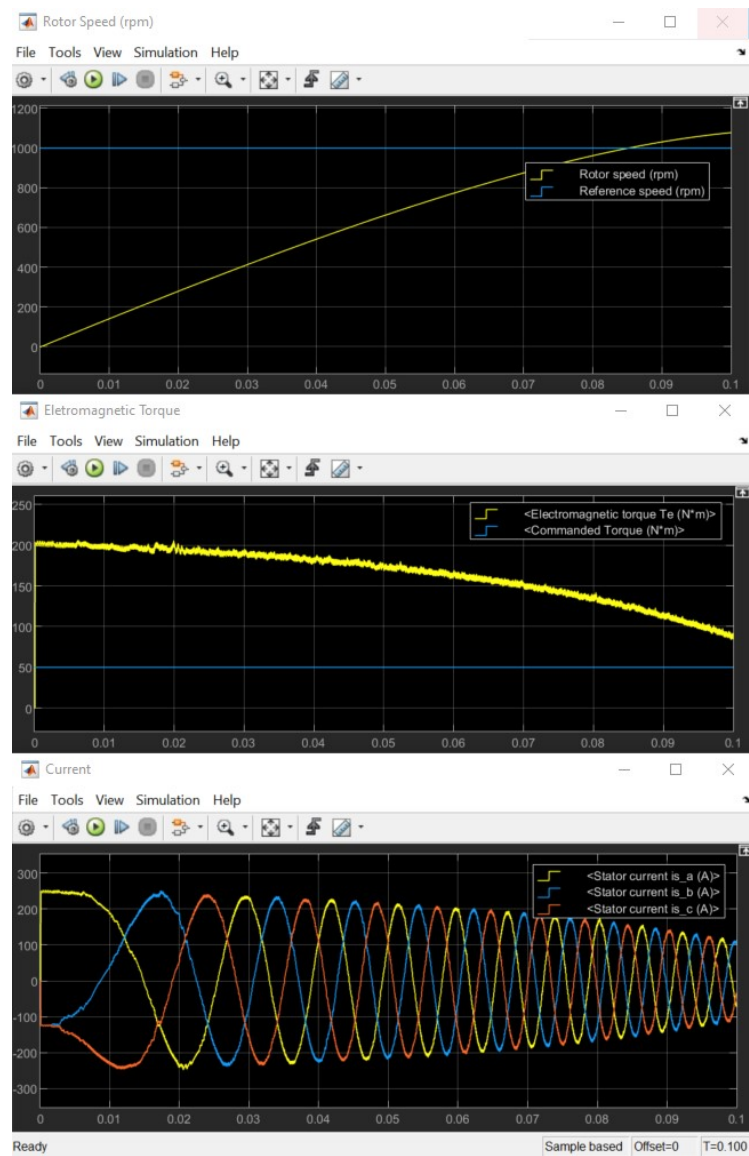 Rotor Speed (rpm)
File Tools View Simulation Help
1200
1000
800
600
400
200
0
Rotor speed (rpm)
Reference speed (rpm)
0 0.01 0.02 0.03 0.04 0.05 0.06 0.07 0.08 0.09 0.1
Eletromagnetic Torque
File Tools View Simulation Help
250
200
150
100
50
0
<Electromagnetic torque Te (N*m)>
<Commanded Torque (N*m)>
0 0.01 0.02 0.03 0.04 0.05 0.06 0.07 0.08 0.09 0.1
Current
File Tools View Simulation Help
300
200
100
0
-100
-200
-300
<Stator current is_a (A)>
<Stator current is_b (A)>
<Stator current is_c (A)>
0 0.01 0.02 0.03 0.04 0.05 0.06 0.07 0.08 0.09 0.1
Ready Sample based Offset=0 T=0.100